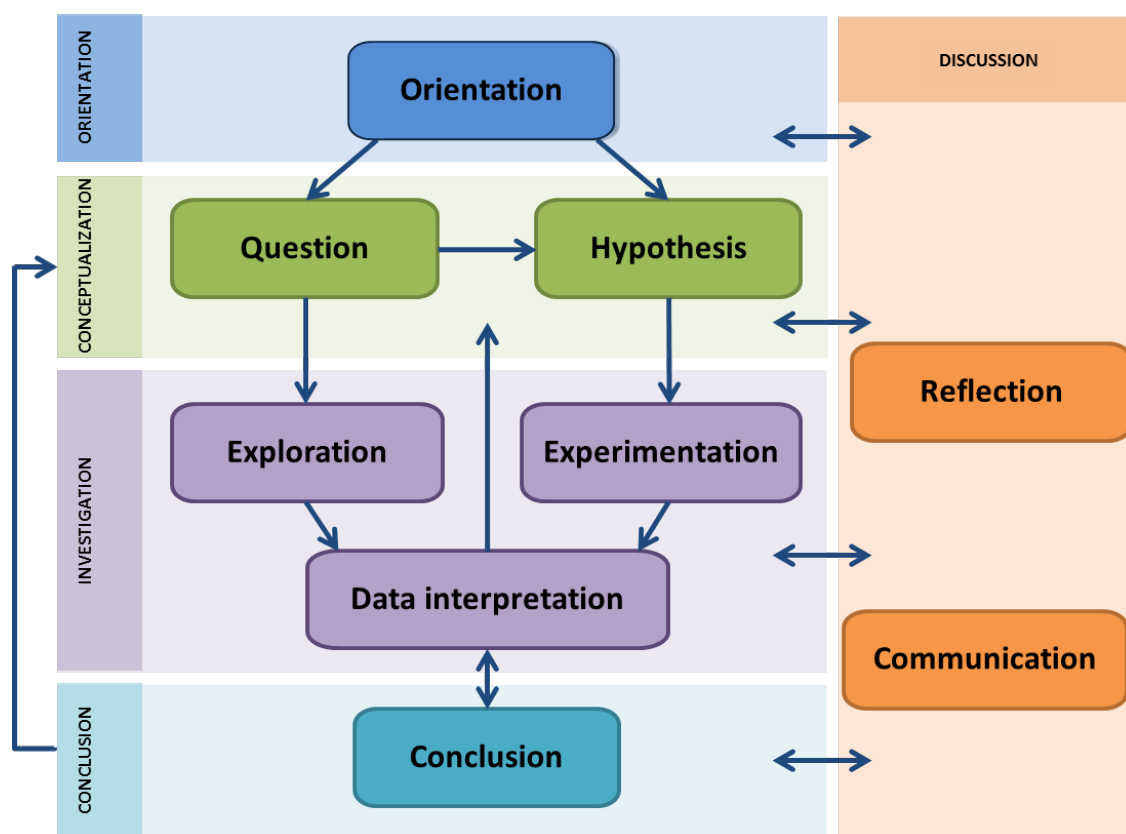 ORIENTATION
Orientation
DISCUSSION
CONCEPTUALIZATION
Question
Hypothesis
Reflection
INVESTIGATION
Exploration
Experimentation
Data interpretation
Communication
CONCLUSION
Conclusion